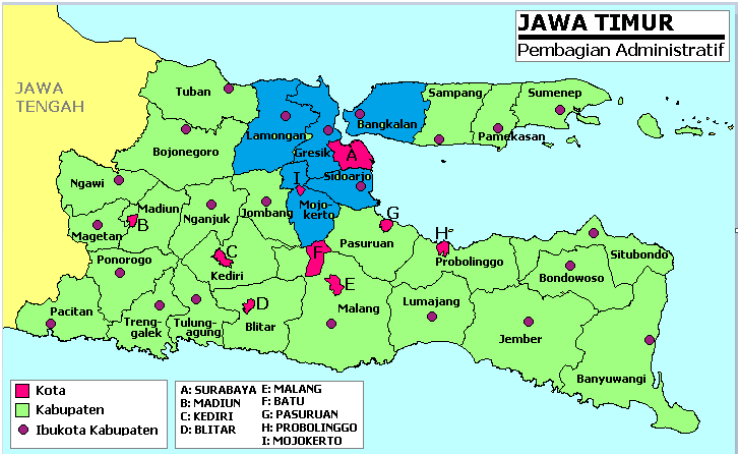 JAWA TIMUR
Pembagian Administratif
JAWA
TENGAH
Tuban
Lamongan
Gresik
Bangkalan
Sampang
Pamekasan
Sumenep
Bojonegoro
A
Sidoarjo
I
Mojo-
kerto
Ngawi
Madiun
B
Magetan
Nganjuk
Jombang
G
Pasuruan
H
Probolinggo
Situbondo
Bondowoso
Ponorogo
C
Kediri
F
E
Malang
Lumajang
Pacitan
Treng-
galek
Tulung-
agung
D
Blitar
Jember
Banyuwangi
Kota
Kabupaten
Ibukota Kabupaten
A: SURABAYA
B: MADIUN
C: KEDIRI
D: BLITAR
E: MALANG
F: BATU
G: PASURUAN
H: PROBOLINGGO
I: MOJOKERTO